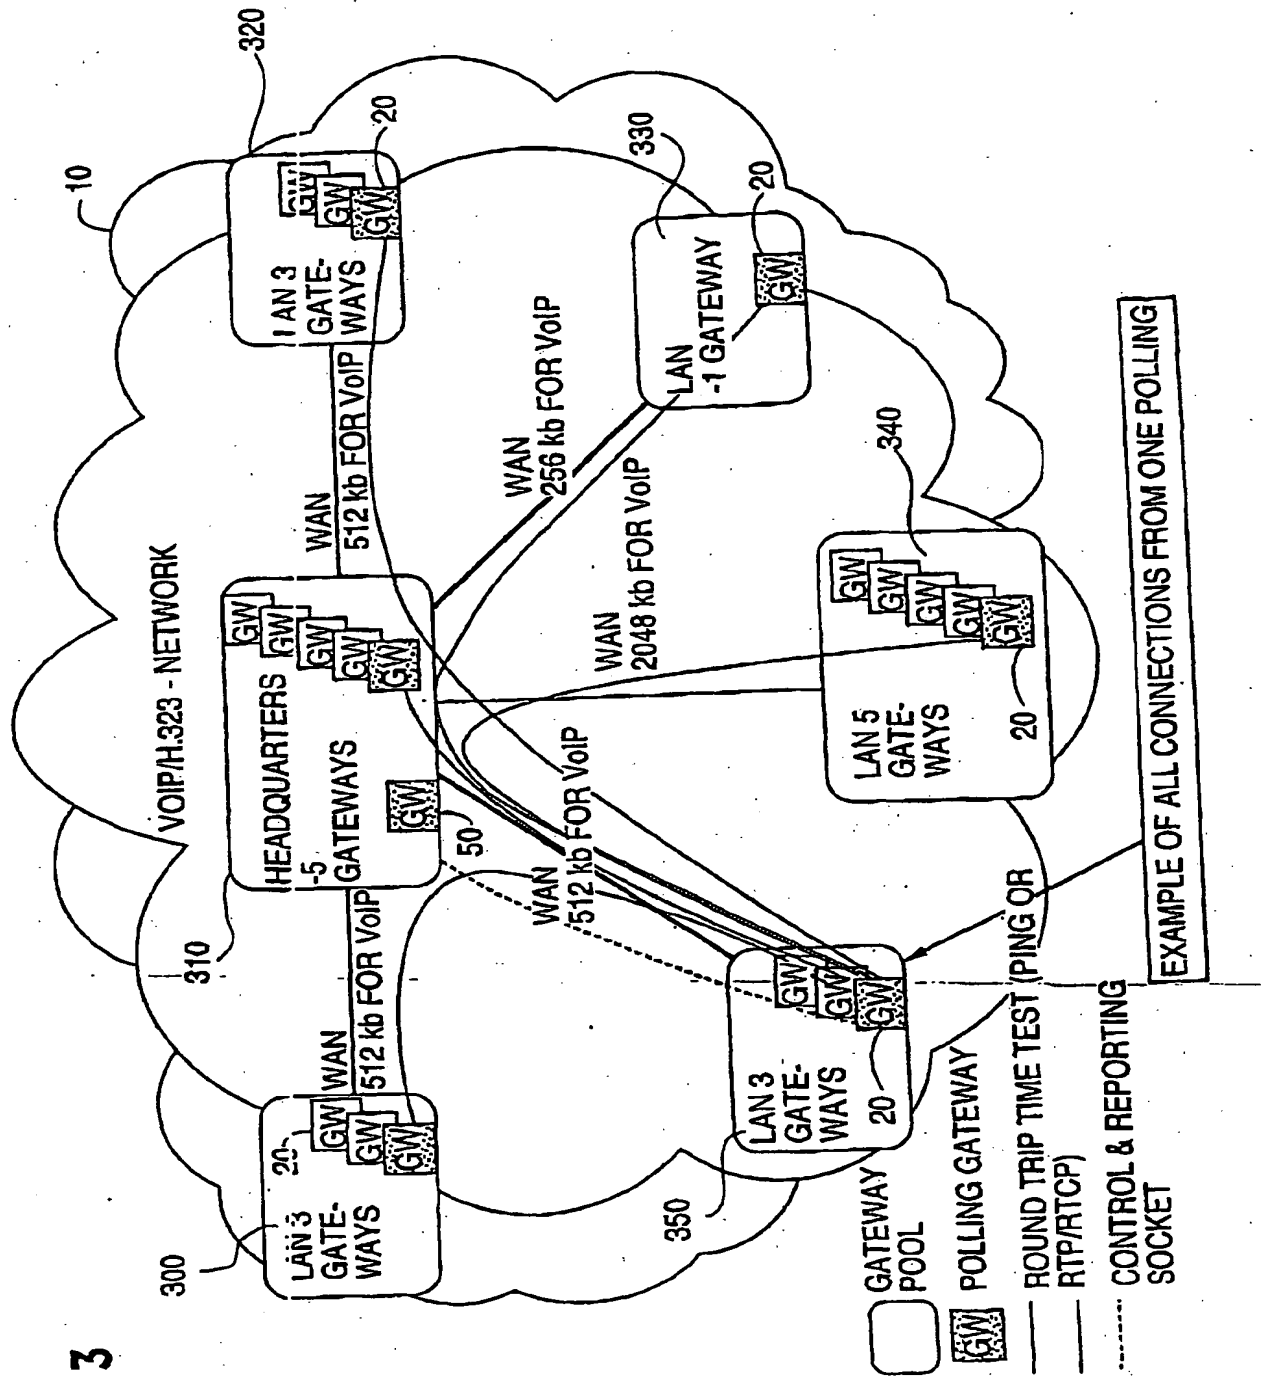 3
10
VOIP/H.323 - NETWORK
300
LAN 3
GATE-
WAYS
20
GW
GW
GW
WAN
512 kb FOR VoIP
310
HEADQUARTERS
-5
GATEWAYS
GW
50
GW
GW
GW
GW
GW
WAN
512 kb FOR VoIP
320
LAN 3
GATE-
WAYS
GW
GW
GW
20
WAN
256 kb FOR VoIP
330
LAN
-1 GATEWAY
GW
20
WAN
2048 kb FOR VoIP
340
LAN 5
GATE-
WAYS
GW
GW
GW
GW
GW
20
WAN
512 kb FOR VoIP
350
LAN 3
GATE-
WAYS
GW
GW
GW
20
GATEWAY
POOL
GW
POLLING GATEWAY
ROUND TRIP TIME TEST (PING OR
RTP/RTCP)
CONTROL & REPORTING
SOCKET
EXAMPLE OF ALL CONNECTIONS FROM ONE POLLING